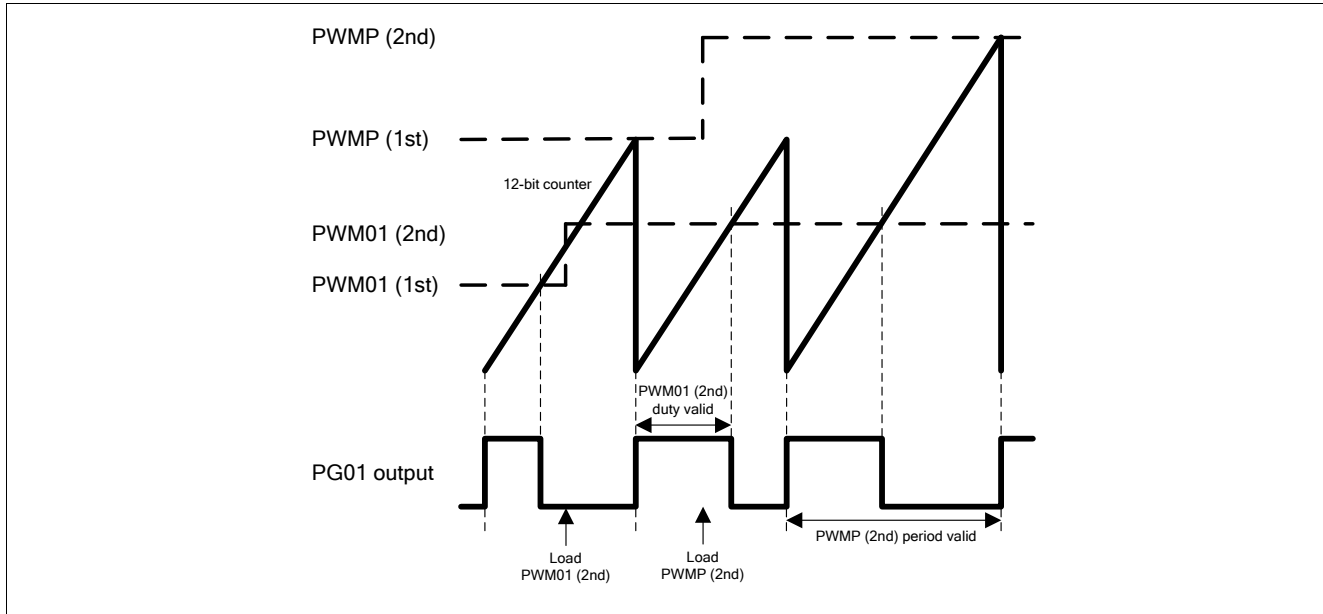 PWMP (2nd)
PWMP (1st)
12-bit counter
PWM01 (2nd)
PWM01 (1st)
PWM01 (2nd)
duty valid
PG01 output
PWMP (2nd) period valid
Load
PWM01 (2nd)
Load
PWMP (2nd)